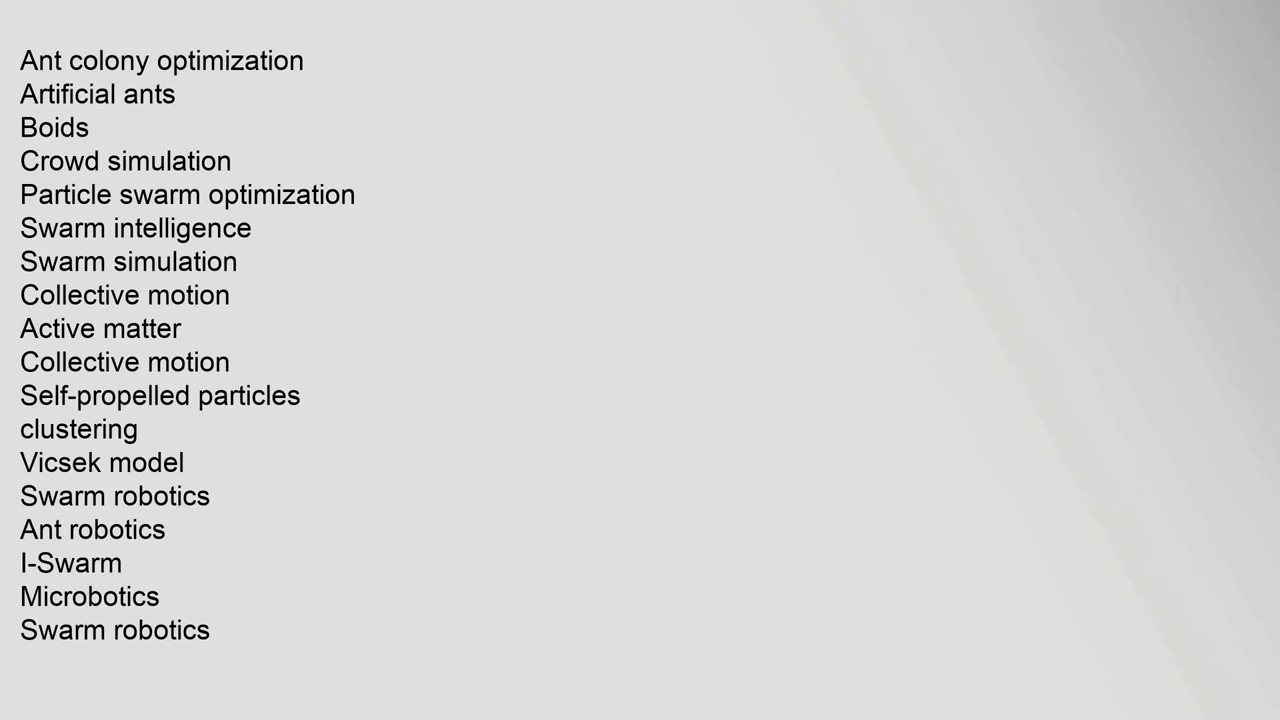 Ant colony optimization
Artificial ants
Boids
Crowd simulation
Particle swarm optimization
Swarm intelligence
Swarm simulation
Collective motion
Active matter
Collective motion
Self-propelled particles
clustering
Vicsek model
Swarm robotics
Ant robotics
I-Swarm
Microbotics
Swarm robotics